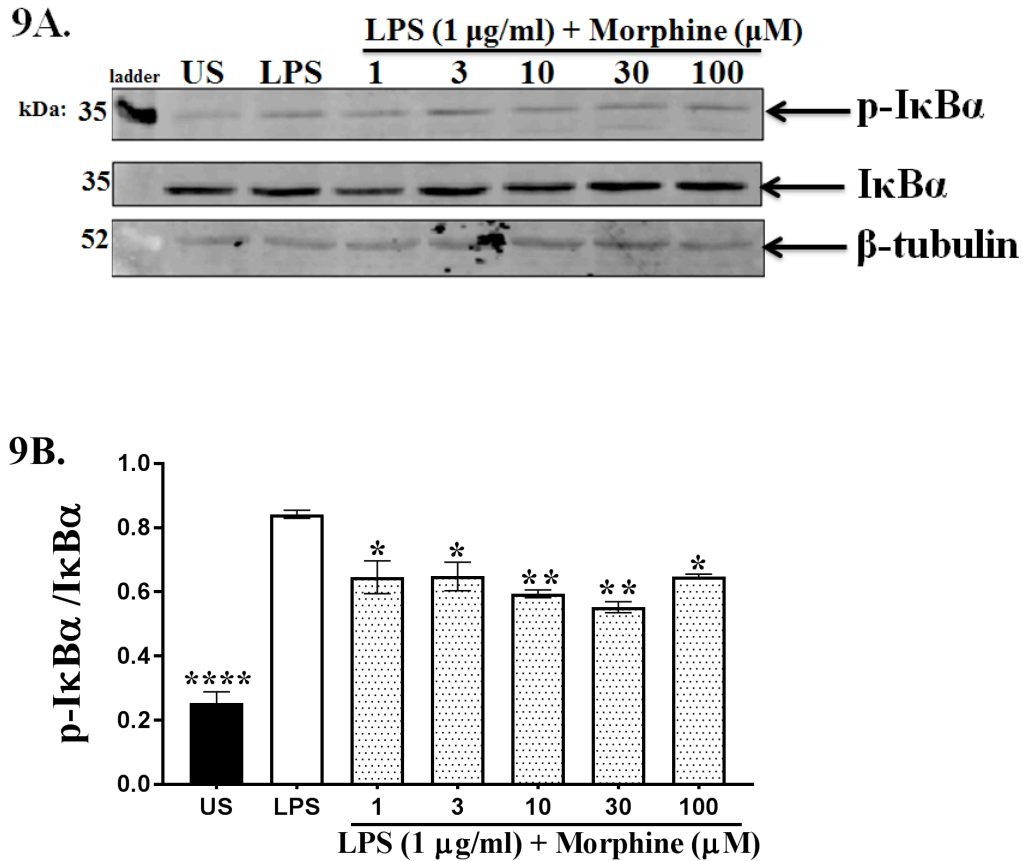 9A.
LPS (1 µg/ml) + Morphine (µM)
ladder US LPS 1 3 10 30 100
kDa: 35 p-IκBα
35 IκBα
52 β-tubulin
9B.
p-IκBα /IκBα
1.0
0.8
0.6
0.4
0.2
0.0
**** * * ** ** *
US LPS 1 3 10 30 100
LPS (1 µg/ml) + Morphine (µM)